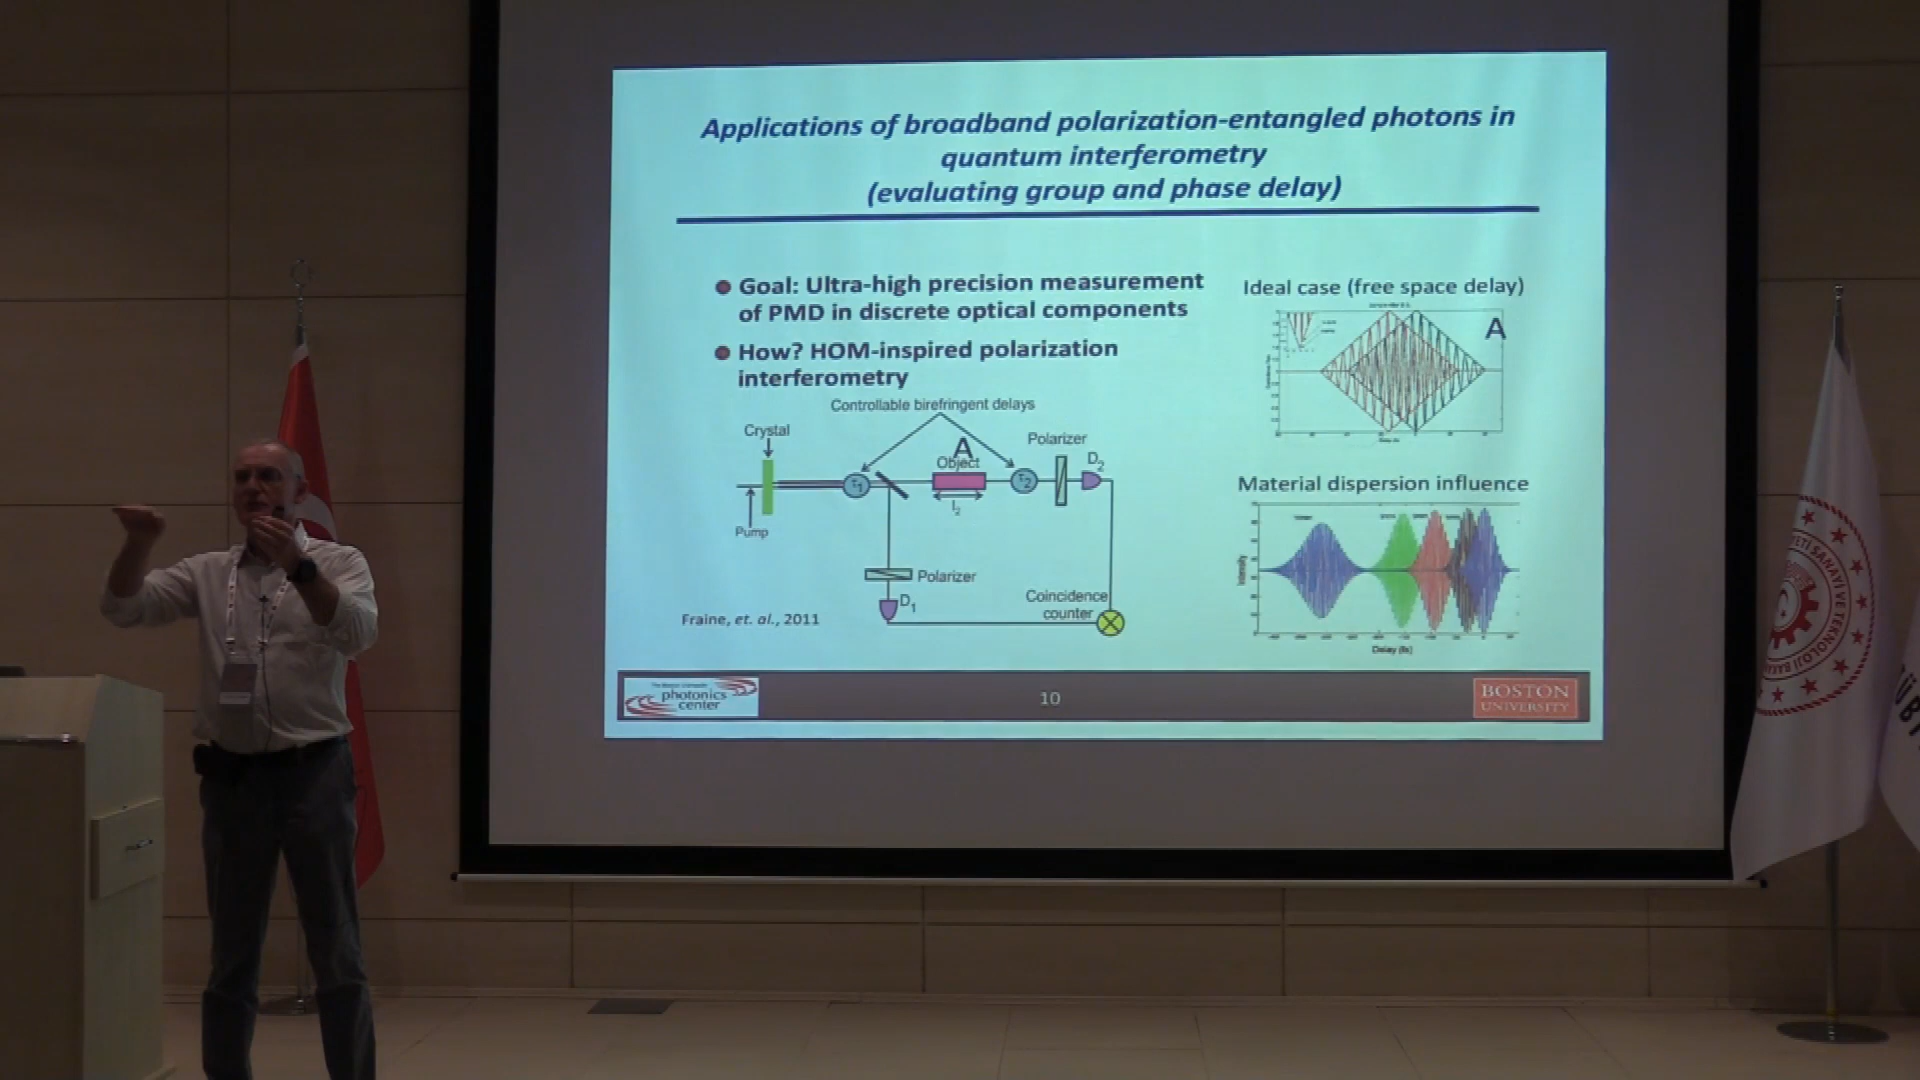 Applications of broadband polarization-entangled photons in
quantum interferometry
(evaluating group and phase delay)
Goal: Ultra-high precision measurement
of PMD in discrete optical components
How? HOM-inspired polarization
interferometry
Controllable birefringent delays
Crystal
A
Object
Polarizer
D2
τ1
τ2
l2
Pump
Polarizer
D1
Coincidence
counter
Fraine, et. al., 2011
Ideal case (free space delay)
A
Material dispersion influence
Intensity
Delay (fs)
photonics
center
10
BOSTON
UNIVERSITY